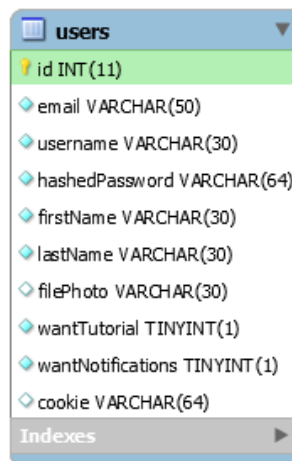 users
id INT(11)
email VARCHAR(50)
username VARCHAR(30)
hashedPassword VARCHAR(64)
firstName VARCHAR(30)
lastName VARCHAR(30)
filePhoto VARCHAR(30)
wantTutorial TINYINT(1)
wantNotifications TINYINT(1)
cookie VARCHAR(64)
Indexes